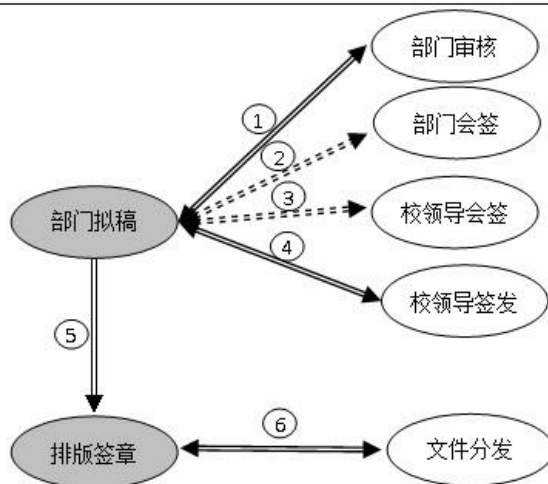 部门审核
①
部门会签
②
③
部门拟稿
校领导会签
④
校领导签发
⑤
⑥
排版签章
文件分发